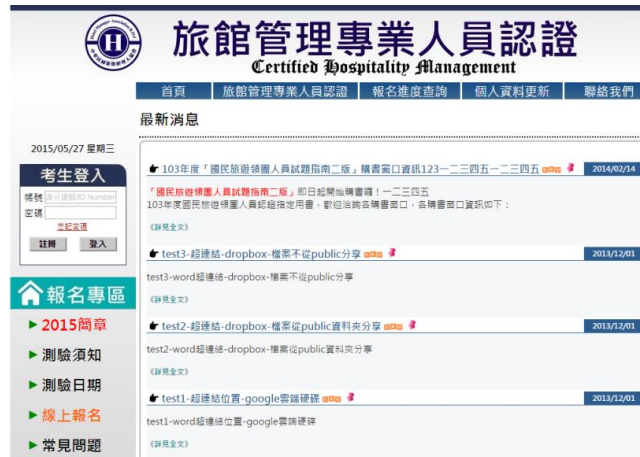 旅館管理專業人員認證
Certified Hospitality Management
首頁 旅館管理專業人員認證 報名進度查詢 個人資料更新 聯絡我們
最新消息
2015/05/27 星期三
考生登入
帳號 身分證號/ID Number
密碼
忘記密碼
註冊 登入
報名專區
2015簡章
測驗須知
測驗日期
線上報名
常見問題
103年度「國民旅遊領團人員試題指南二版」購書窗口資訊123一二三四五一二三四五 2014/02/14
「國民旅遊領團人員試題指南二版」即日起開始購書囉！一二三四五
103年度國民旅遊領團人員認證指定用書，歡迎洽詢各購書窗口，各購書窗口資訊如下：
《詳見全文》
test3-超連結-dropbox-檔案不從public分享 2013/12/01
test3-word超連結-dropbox-檔案不從public分享
《詳見全文》
test2-超連結-dropbox-檔案從public資料夾分享 2013/12/01
test2-word超連結-dropbox-檔案從public資料夾分享
《詳見全文》
test1-超連結位置-google雲端硬碟 2013/12/01
test1-word超連結位置-google雲端硬碟
《詳見全文》